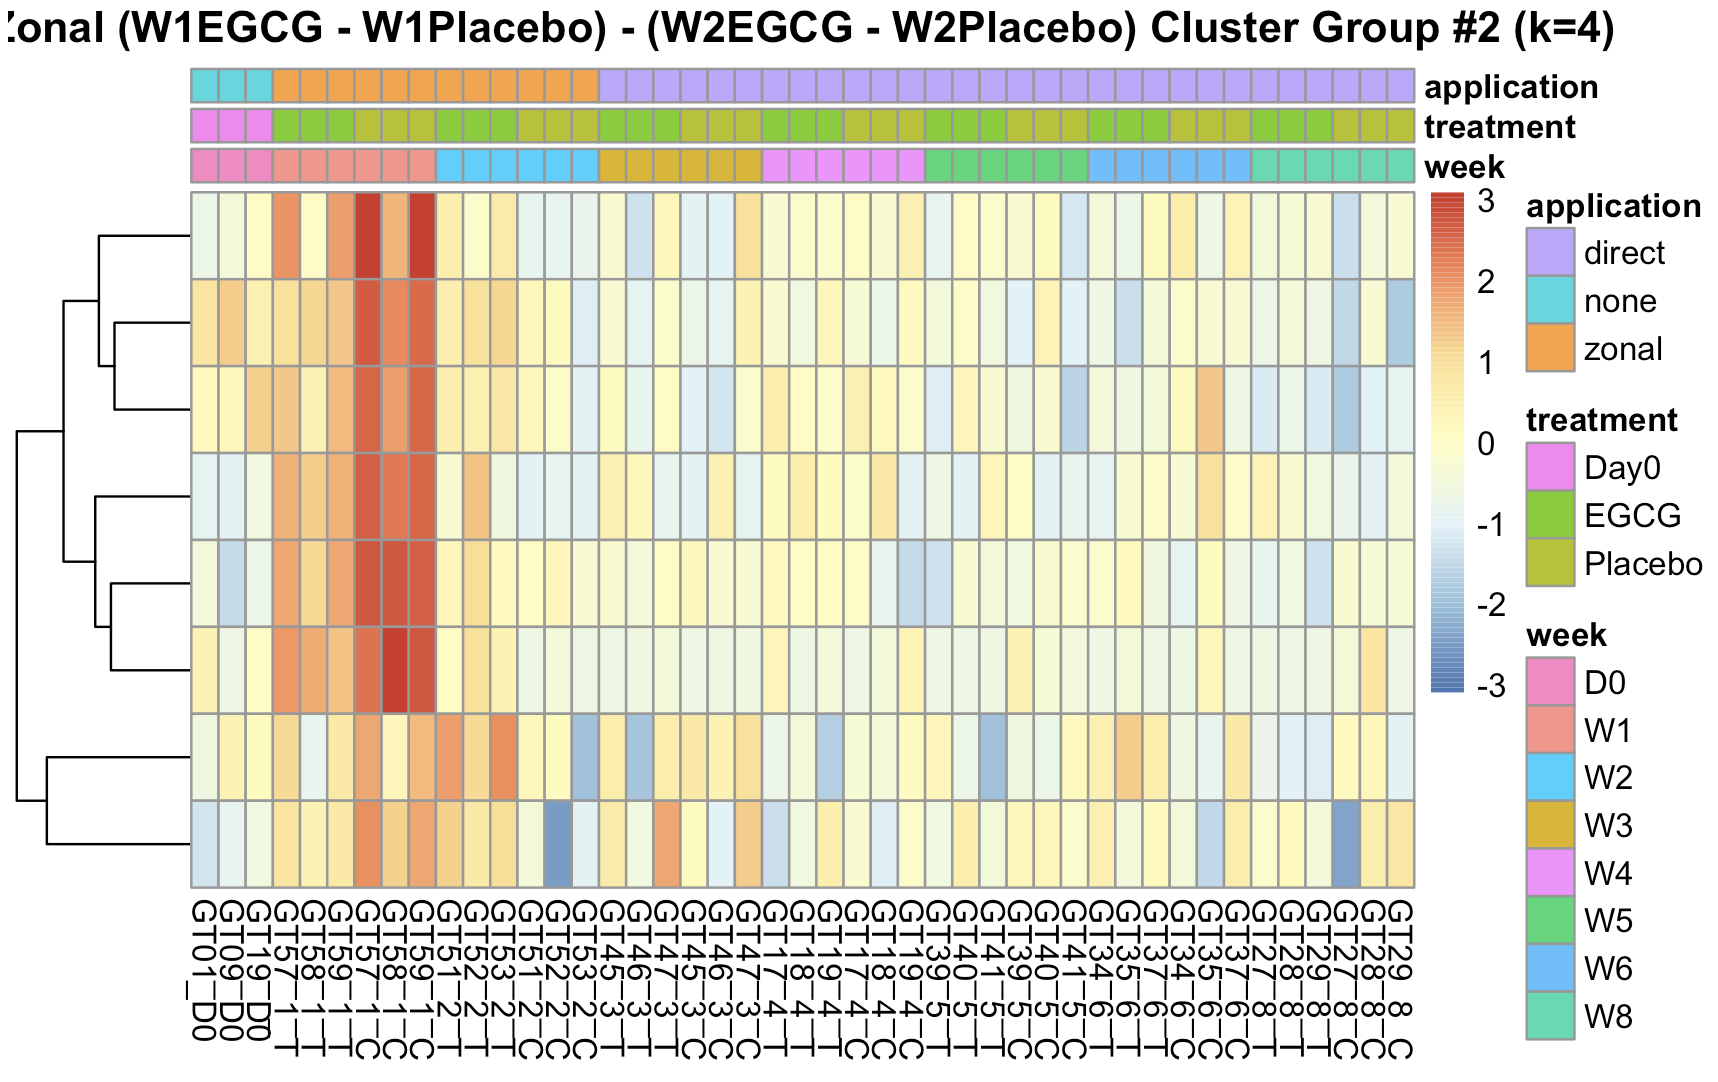 Zonal (W1EGCG - W1Placebo) - (W2EGCG - W2Placebo) Cluster Group #2 (k=4)
application
treatment
week
3
2
1
0
-1
-2
-3
application
direct
none
zonal
treatment
Day0
EGCG
Placebo
week
D0
W1
W2
W3
W4
W5
W6
W8
GT01_D0
GT09_D0
GT19_D0
GT57_1_T
GT58_1_T
GT59_1_T
GT57_1_C
GT58_1_C
GT59_1_C
GT51_2_T
GT52_2_T
GT53_2_T
GT51_2_C
GT52_2_C
GT53_2_C
GT45_3_T
GT46_3_T
GT47_3_T
GT45_3_C
GT46_3_C
GT47_3_C
GT17_4_T
GT18_4_T
GT19_4_T
GT17_4_C
GT18_4_C
GT19_4_C
GT39_5_T
GT40_5_T
GT41_5_T
GT39_5_C
GT40_5_C
GT41_5_C
GT34_6_T
GT35_6_T
GT37_6_T
GT34_6_C
GT35_6_C
GT37_6_C
GT27_8_T
GT28_8_T
GT29_8_T
GT27_8_C
GT28_8_C
GT29_8_C